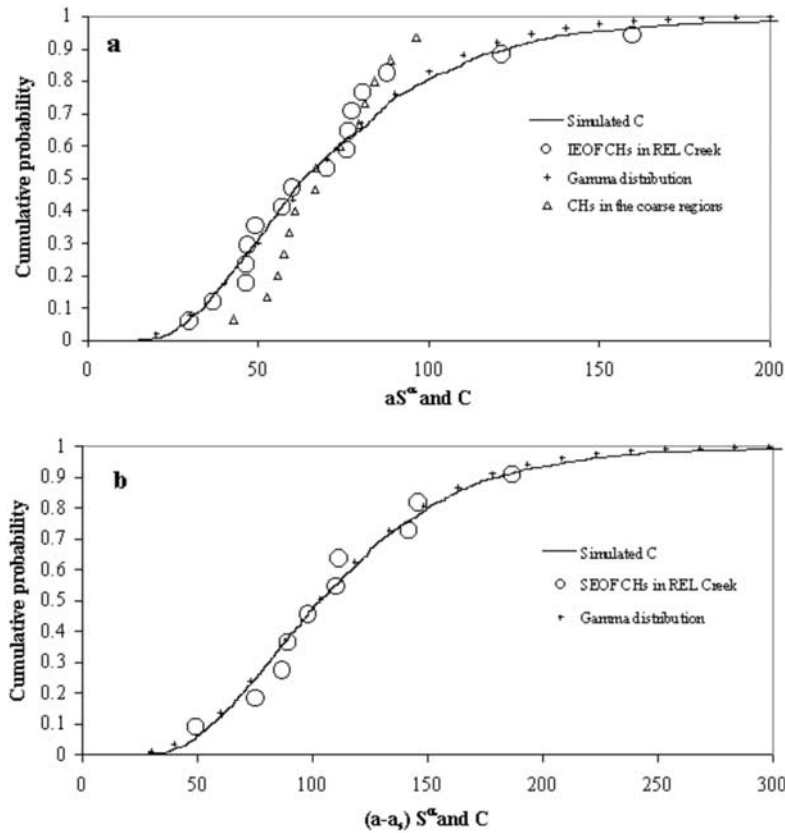 1
0.9
0.8
0.7
0.6
0.5
0.4
0.3
0.2
0.1
0
a
Cumulative probability
Simulated C
IEOF CHs in REL Creek
Gamma distribution
CHs in the coarse regions
0 50 100 150 200
aSᵅ and C
1
0.9
0.8
0.7
0.6
0.5
0.4
0.3
0.2
0.1
0
b
Cumulative probability
Simulated C
SEOF CHs in REL Creek
Gamma distribution
0 50 100 150 200 250 300
(a-aₛ) Sᵅ and C